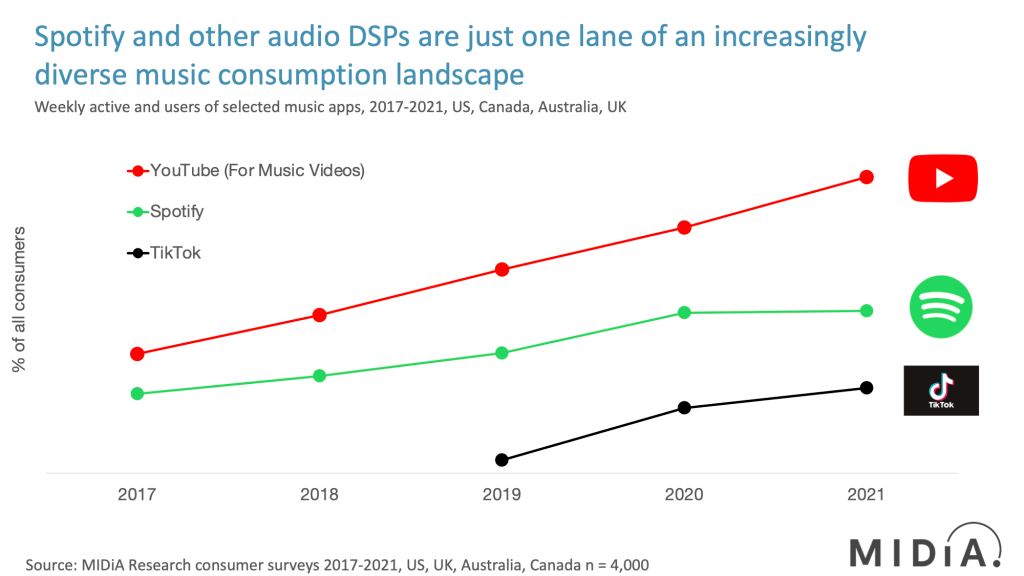 Spotify and other audio DSPs are just one lane of an increasingly
diverse music consumption landscape
Weekly active and users of selected music apps, 2017-2021, US, Canada, Australia, UK
YouTube (For Music Videos)
Spotify
TikTok
% of all consumers
TikTok
2017 2018 2019 2020 2021
Source: MIDiA Research consumer surveys 2017-2021, US, UK, Australia, Canada n = 4,000
MIDiA.